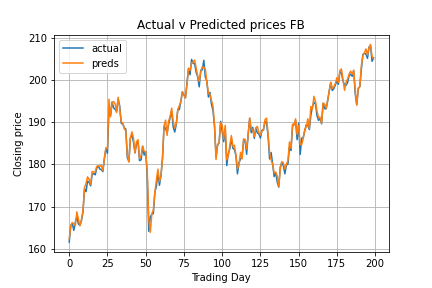 Actual v Predicted prices FB
actual
preds
Closing price
210
200
190
180
170
160
0 25 50 75 100 125 150 175 200
Trading Day